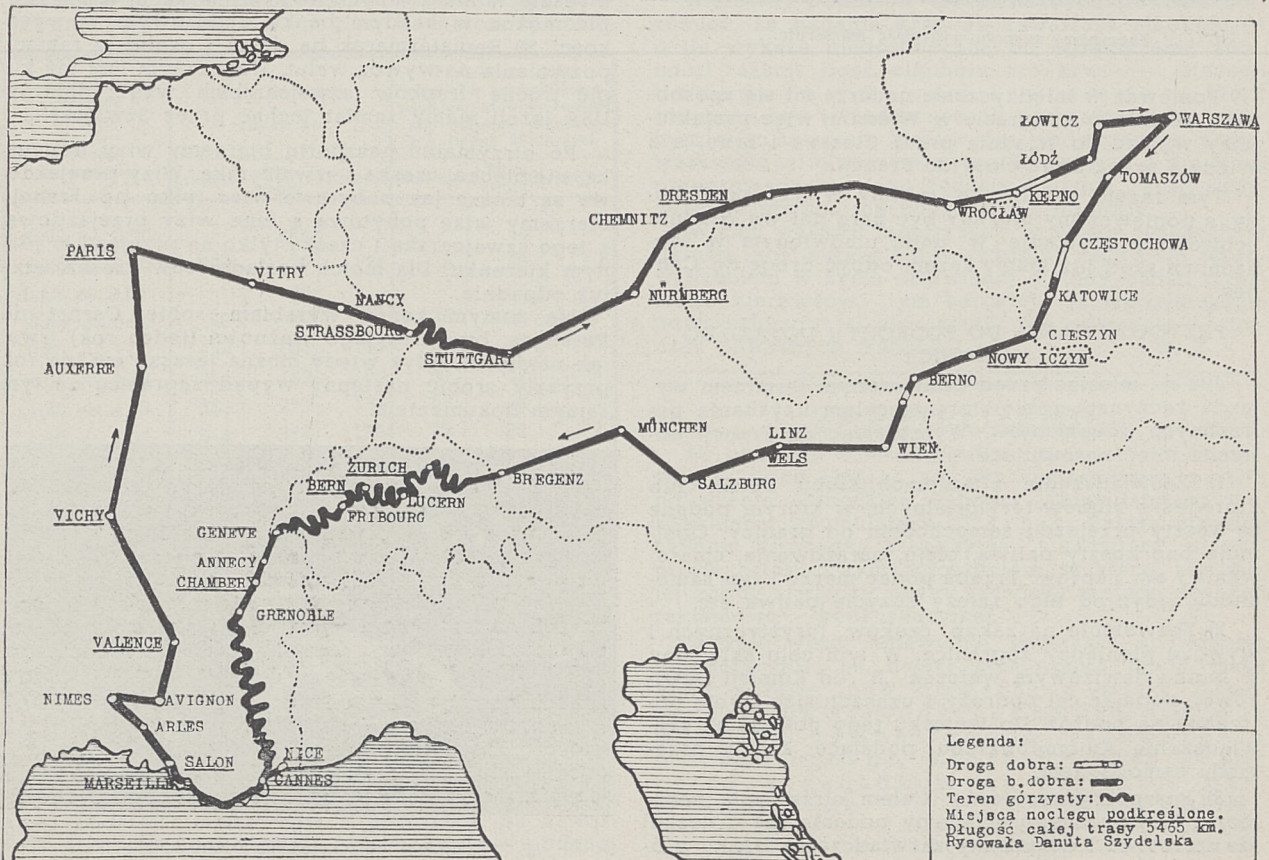 WARSZAWA
ŁOWICZ
ŁÓDŹ
TOMASZÓW
KĘPNO
DRESDEN
WROCŁAW
CHEMNITZ
CZĘSTOCHOWA
PARIS
VITRY
NÜRNBERG
KATOWICE
NANCY
STRASSBOURG
CIESZYN
STUTTGART
NOWY ICZYN
AUXERRE
BERNO
MÜNCHEN
LINZ
WIEN
WELS
ZURICH
BREGENZ
SALZBURG
BERN
LUCERN
VICHY
FRIBOURG
GENEVE
ANNECY
CHAMBERY
GRENOBLE
VALENCE
NIMES
AVIGNON
ARLES
NICE
SALON
MARSEILLE
CANNES
Legenda:
Droga dobra:
Droga b.dobra:
Teren górzysty:
Miejsca noclegu podkreślone.
Długość całej trasy 5465 km.
Rysowała Danuta Szydelska